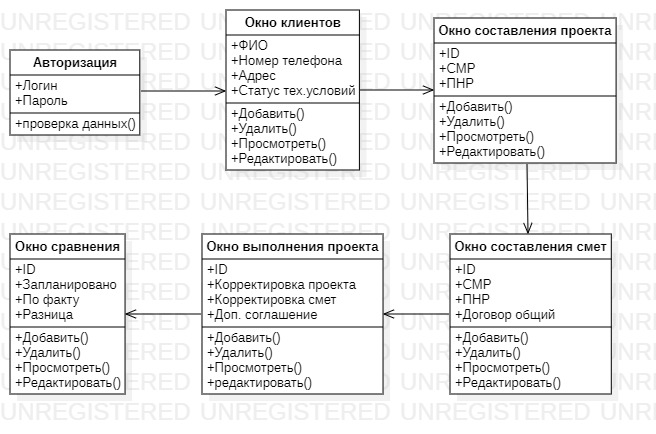 Авторизация
+Логин
+Пароль
+проверка данных()
Окно клиентов
+ФИО
+Номер телефона
+Адрес
+Статус тех.условий
+Добавить()
+Удалить()
+Просмотреть()
+Редактировать()
Окно составления проекта
+ID
+СМР
+ПНР
+Добавить()
+Удалить()
+Просмотреть()
+Редактировать()
Окно сравнения
+ID
+Запланировано
+По факту
+Разница
+Добавить()
+Удалить()
+Просмотреть()
+Редактировать()
Окно выполнения проекта
+ID
+Корректировка проекта
+Корректировка смет
+Доп. соглашение
+Добавить()
+Удалить()
+Просмотреть()
+редактировать()
Окно составления смет
+ID
+СМР
+ПНР
+Договор общий
+Добавить()
+Удалить()
+Просмотреть()
+Редактировать()
UNREGISTERED